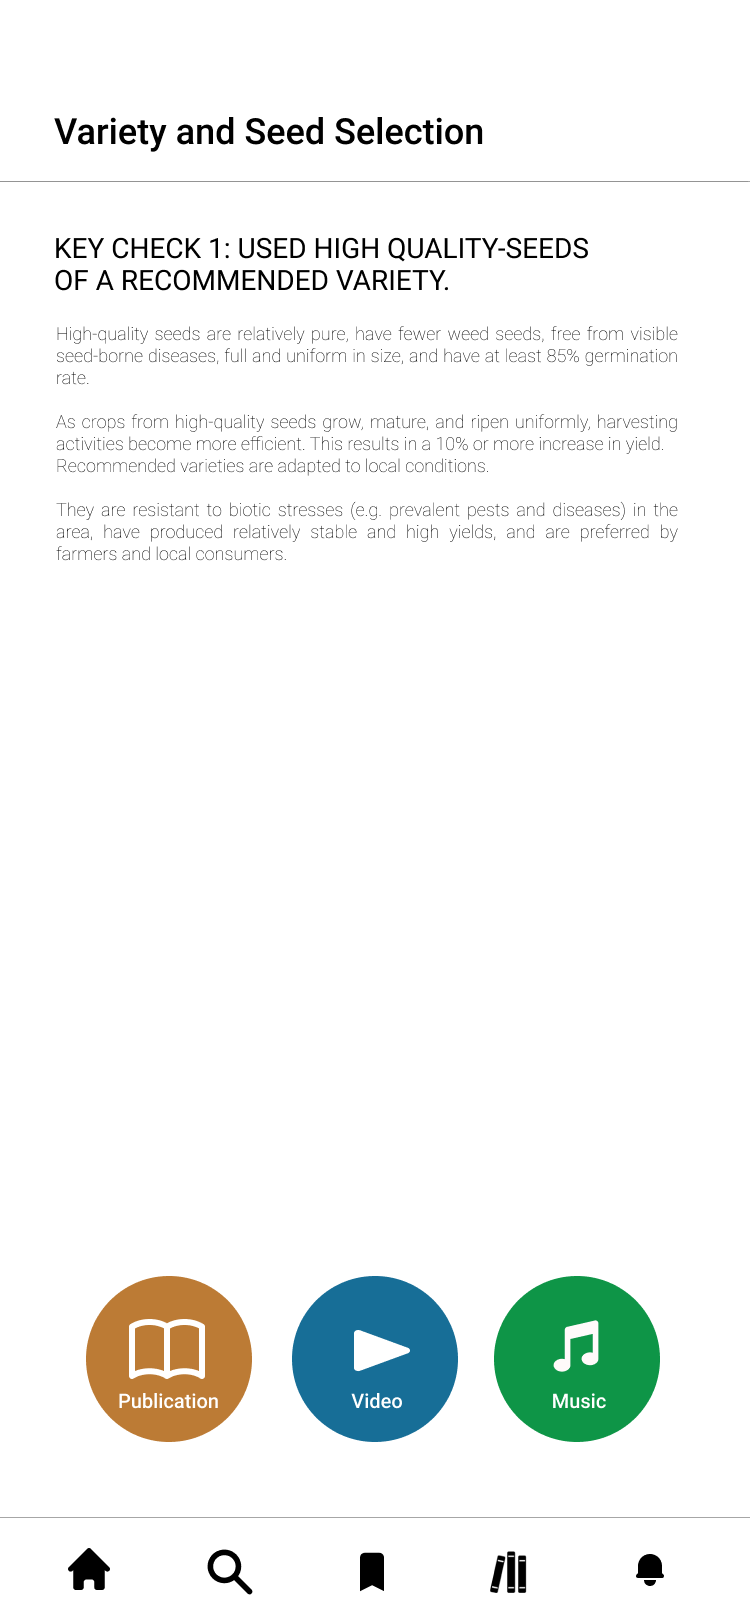 Variety and Seed Selection
KEY CHECK 1: USED HIGH QUALITY-SEEDS
OF A RECOMMENDED VARIETY.
High-quality seeds are relatively pure, have fewer weed seeds, free from visible
seed-borne diseases, full and uniform in size, and have at least 85% germination
rate.
As crops from high-quality seeds grow, mature, and ripen uniformly, harvesting
activities become more efficient. This results in a 10% or more increase in yield.
Recommended varieties are adapted to local conditions.
They are resistant to biotic stresses (e.g. prevalent pests and diseases) in the
area, have produced relatively stable and high yields, and are preferred by
farmers and local consumers.
Publication
Video
Music